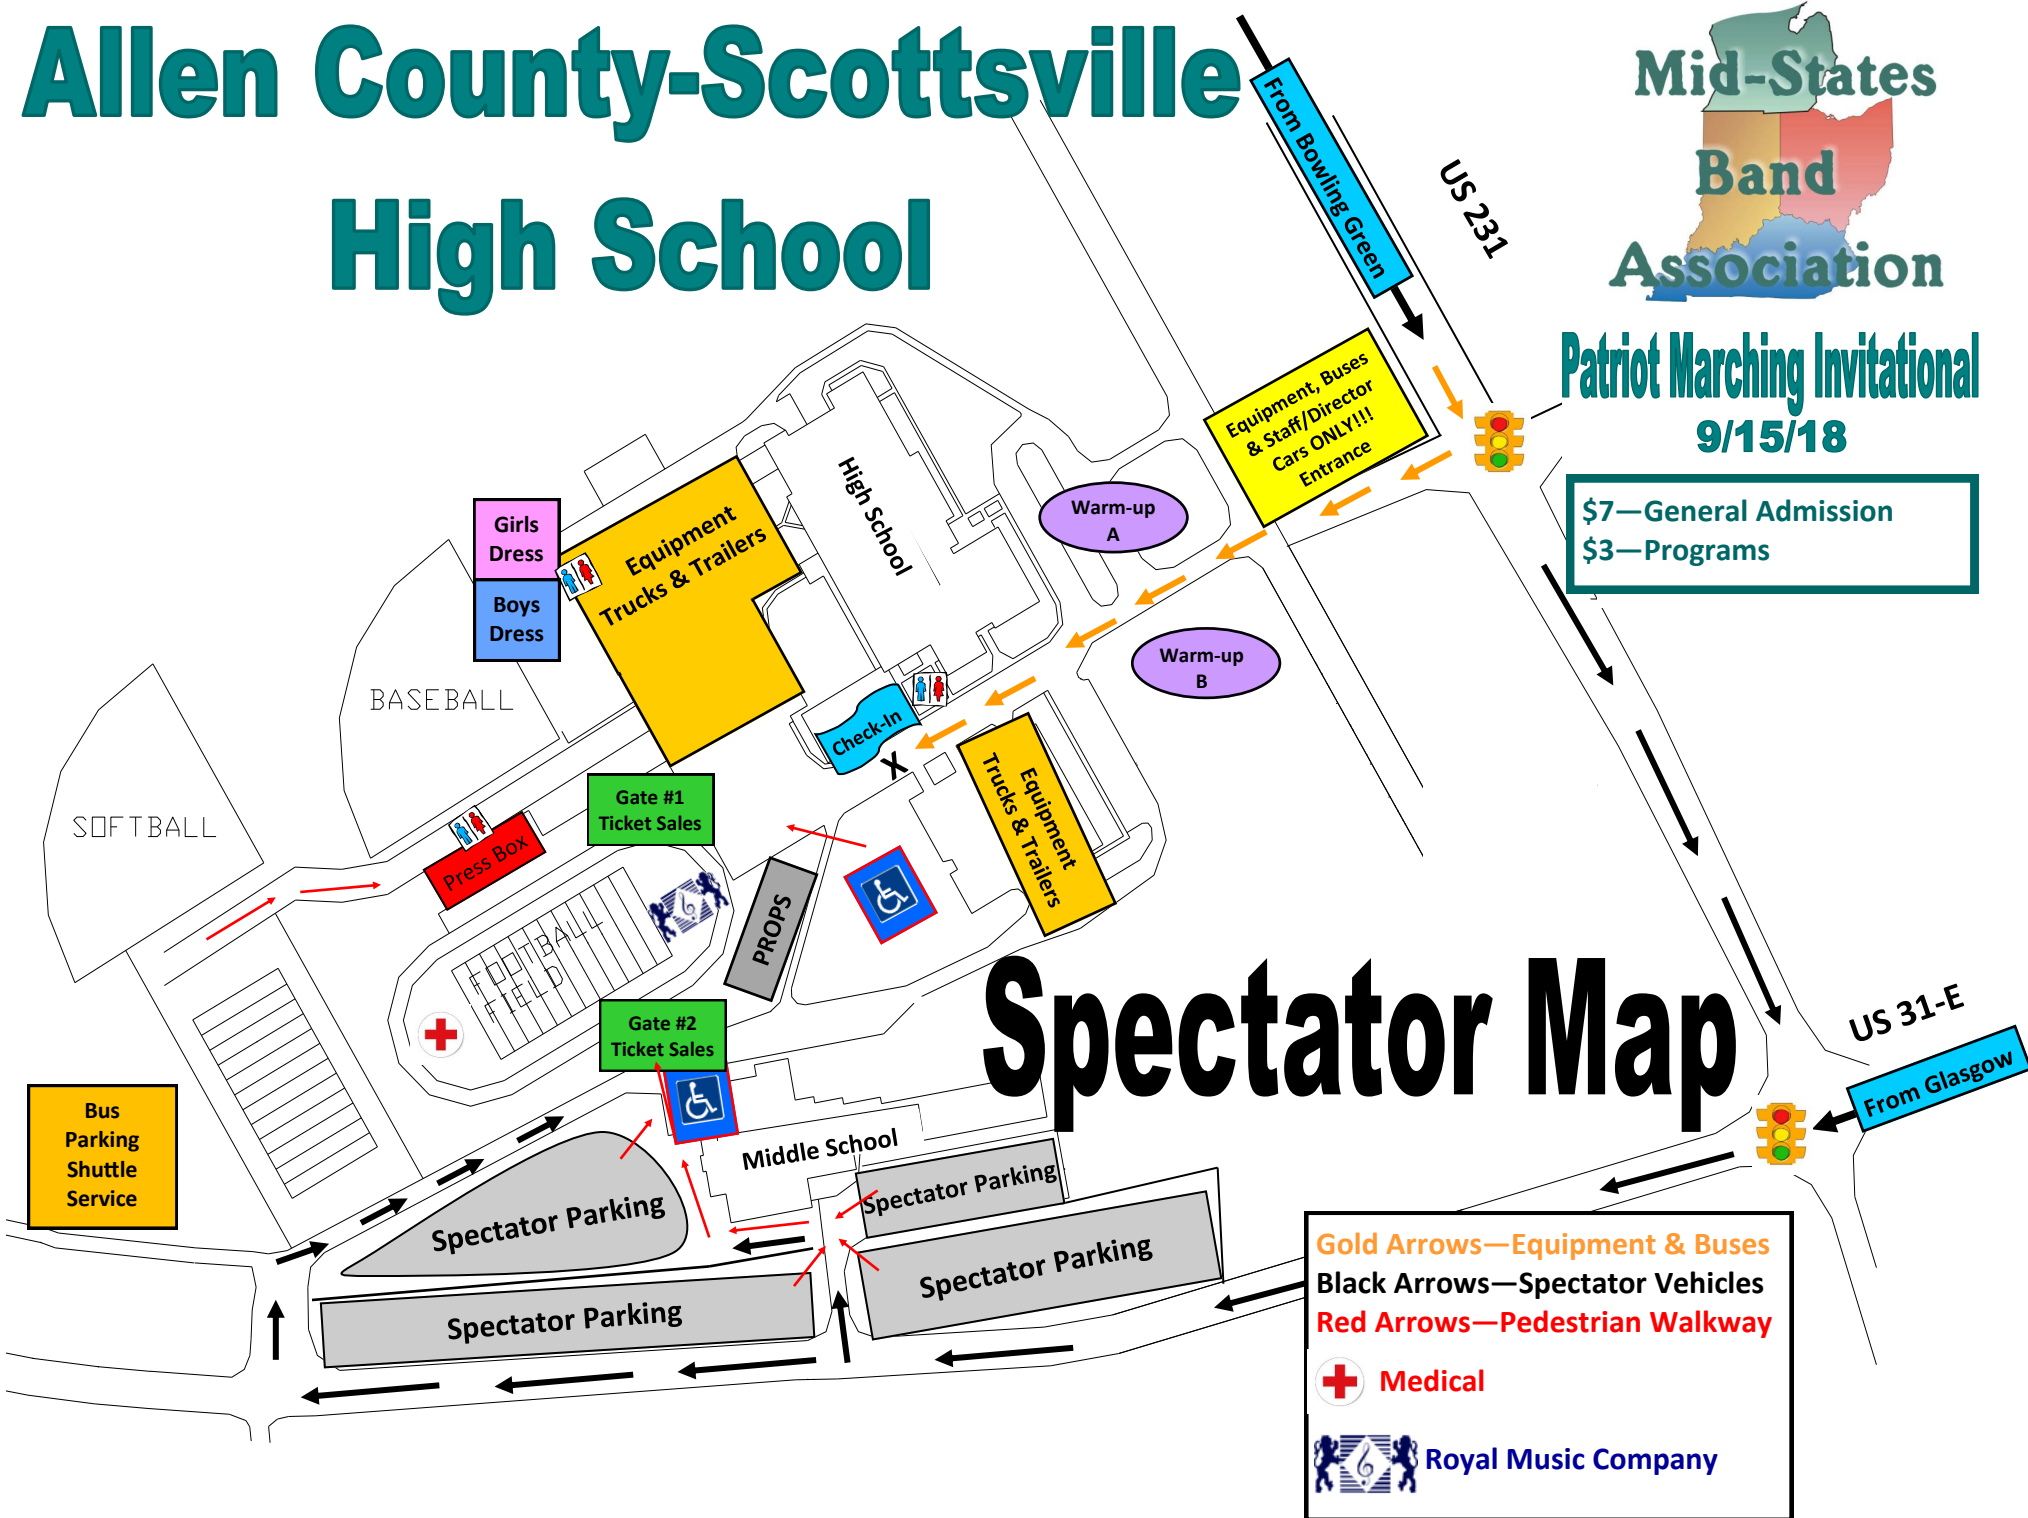 Allen County-Scottsville
High School
Mid-States
Band
Association
Patriot Marching Invitational
9/15/18
$7—General Admission
$3—Programs
From Bowling Green
US 231
Equipment, Buses
& Staff/Director
Cars ONLY!!!
Entrance
High School
Warm-up
A
Warm-up
B
Girls
Dress
Boys
Dress
Equipment
Trucks & Trailers
BASEBALL
SOFTBALL
Check-In
X
Equipment
Trucks & Trailers
Gate #1
Ticket Sales
Press Box
PROPS
FOOTBALL
FIELD
Gate #2
Ticket Sales
Spectator Map
US 31-E
From Glasgow
Bus
Parking
Shuttle
Service
Middle School
Spectator Parking
Spectator Parking
Spectator Parking
Spectator Parking
Gold Arrows—Equipment & Buses
Black Arrows—Spectator Vehicles
Red Arrows—Pedestrian Walkway
Medical
Royal Music Company